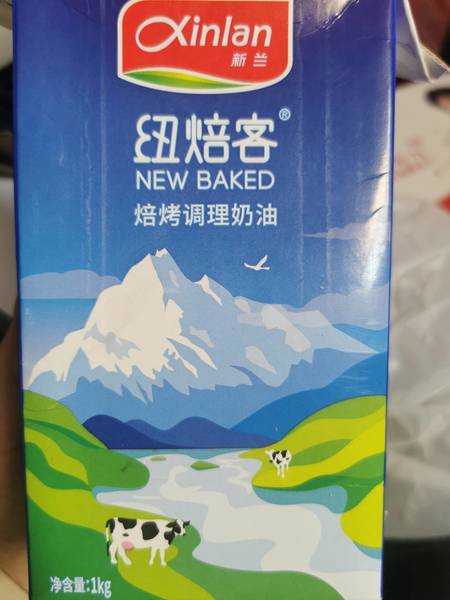 Xinlan
新兰
纽焙客®
NEW BAKED
焙烤调理奶油
净含量:1kg